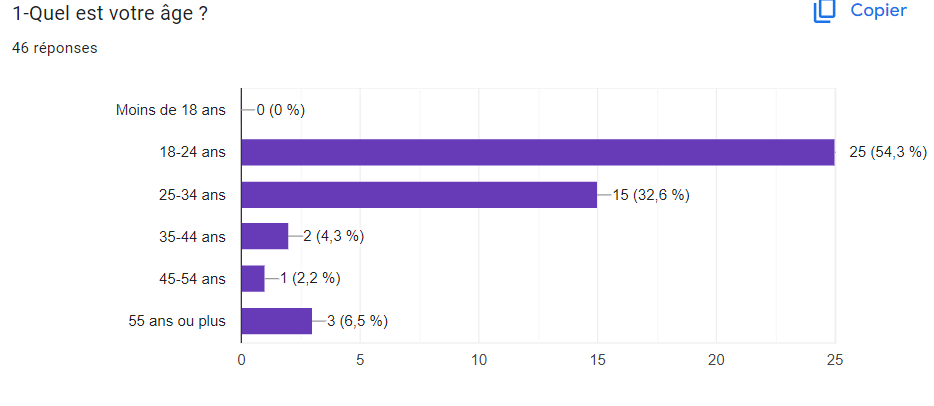 1-Quel est votre âge ?
Copier
46 réponses
Moins de 18 ans 0 (0 %)
18-24 ans 25 (54,3 %)
25-34 ans 15 (32,6 %)
35-44 ans 2 (4,3 %)
45-54 ans 1 (2,2 %)
55 ans ou plus 3 (6,5 %)
0 5 10 15 20 25